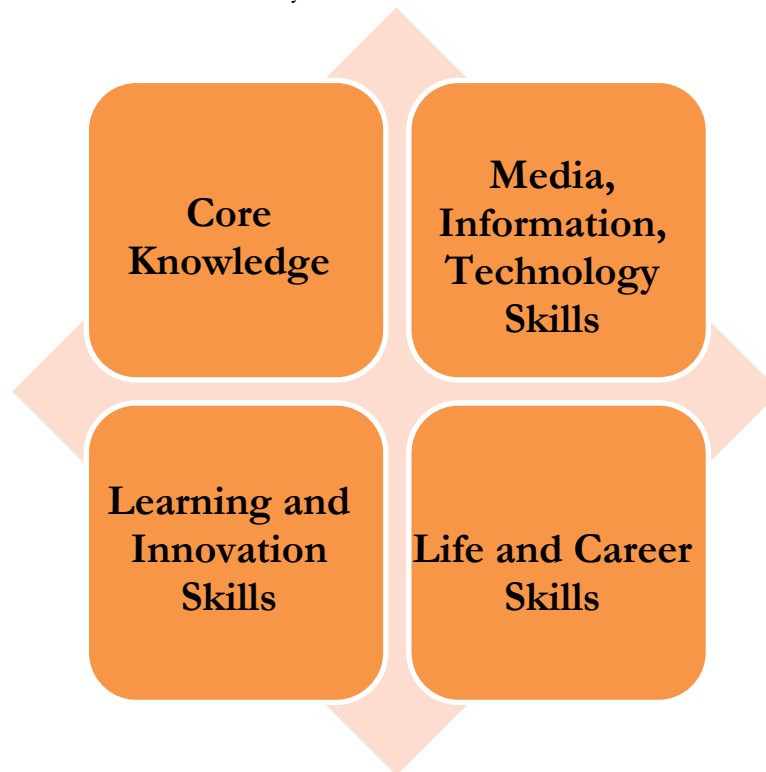 Core
Knowledge
Media,
Information,
Technology
Skills
Learning and
Innovation
Skills
Life and Career
Skills